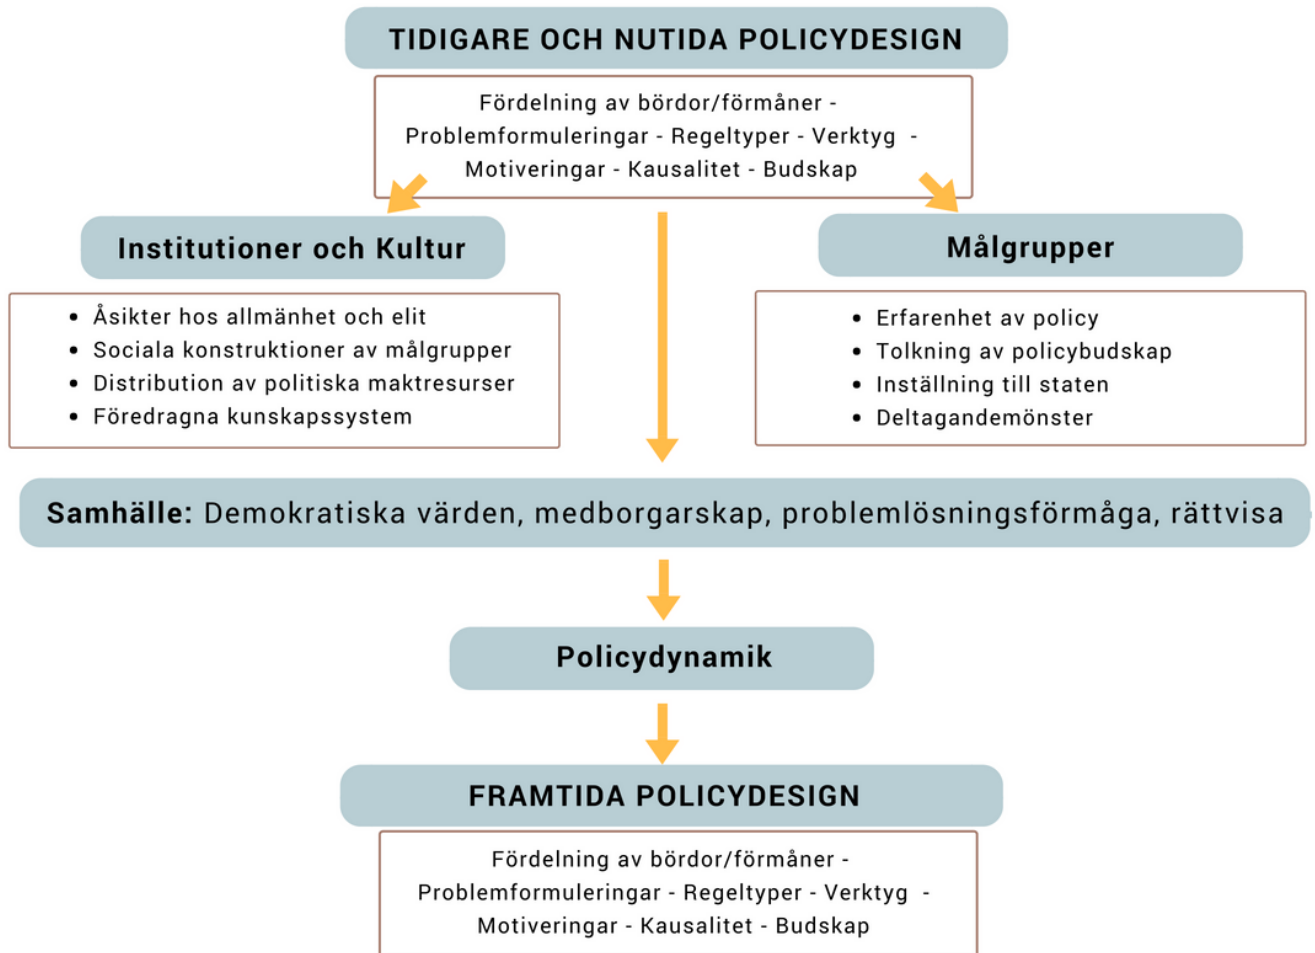 TIDIGARE OCH NUTIDA POLICYDESIGN
Fördelning av bördor/förmåner -
Problemformuleringar - Regeltyper - Verktyg -
Motiveringar - Kausalitet - Budskap
Institutioner och Kultur
• Åsikter hos allmänhet och elit
• Sociala konstruktioner av målgrupper
• Distribution av politiska maktresurser
• Föredragna kunskapssystem
Målgrupper
• Erfarenhet av policy
• Tolkning av policybudskap
• Inställning till staten
• Deltagandemönster
Samhälle: Demokratiska värden, medborgarskap, problemlösningsförmåga, rättvisa
Policydynamik
FRAMTIDA POLICYDESIGN
Fördelning av bördor/förmåner -
Problemformuleringar - Regeltyper - Verktyg -
Motiveringar - Kausalitet - Budskap